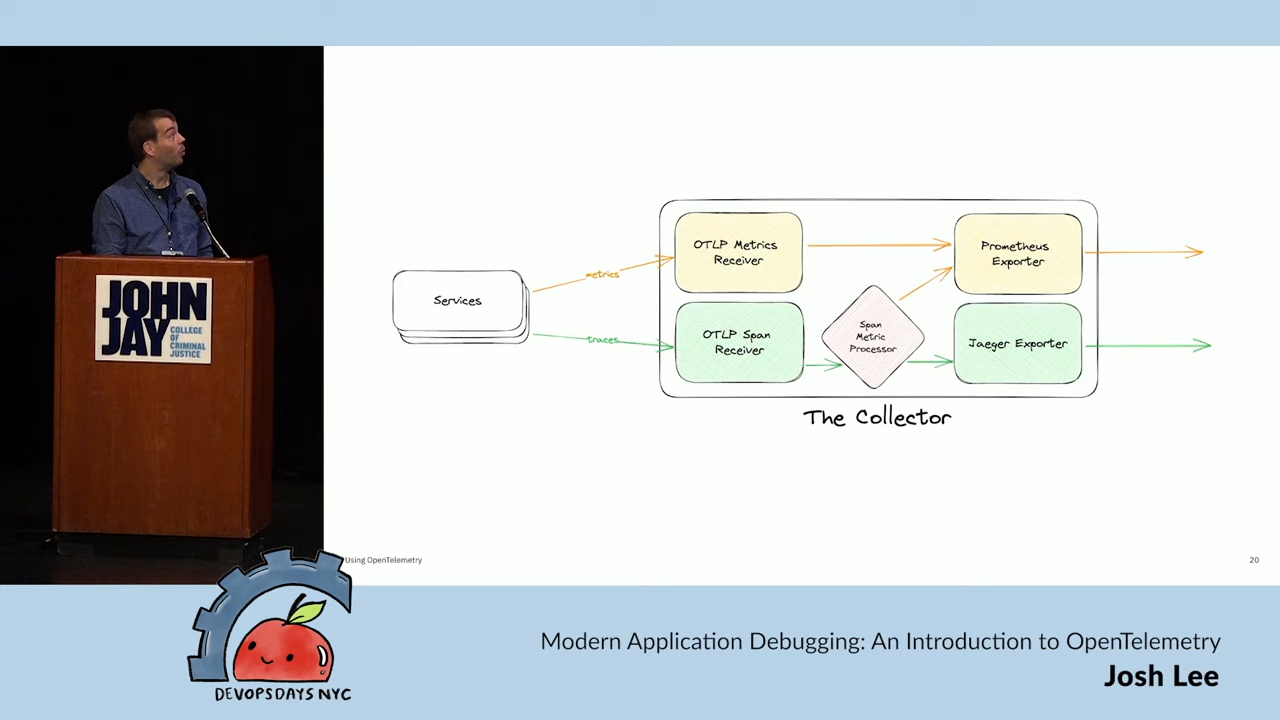 JOHN
JAY
COLLEGE
OF
CRIMINAL
JUSTICE
Services
metrics
traces
OTLP Metrics
Receiver
OTLP Span
Receiver
Span
Metric
Processor
Prometheus
Exporter
Jaeger Exporter
The Collector
Using OpenTelemetry
20
DEVOPSDAYS NYC
Modern Application Debugging: An Introduction to OpenTelemetry
Josh Lee